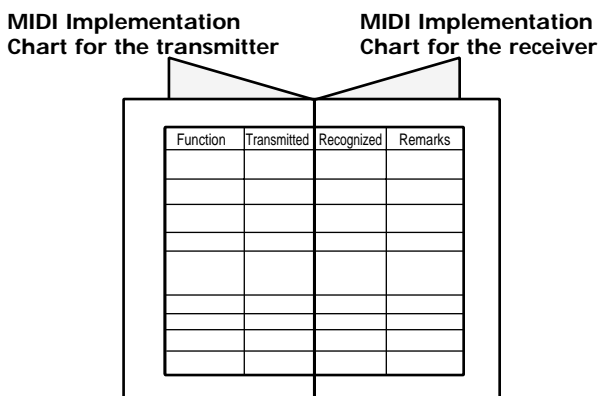 MIDI Implementation
Chart for the transmitter
MIDI Implementation
Chart for the receiver
Function Transmitted Recognized Remarks